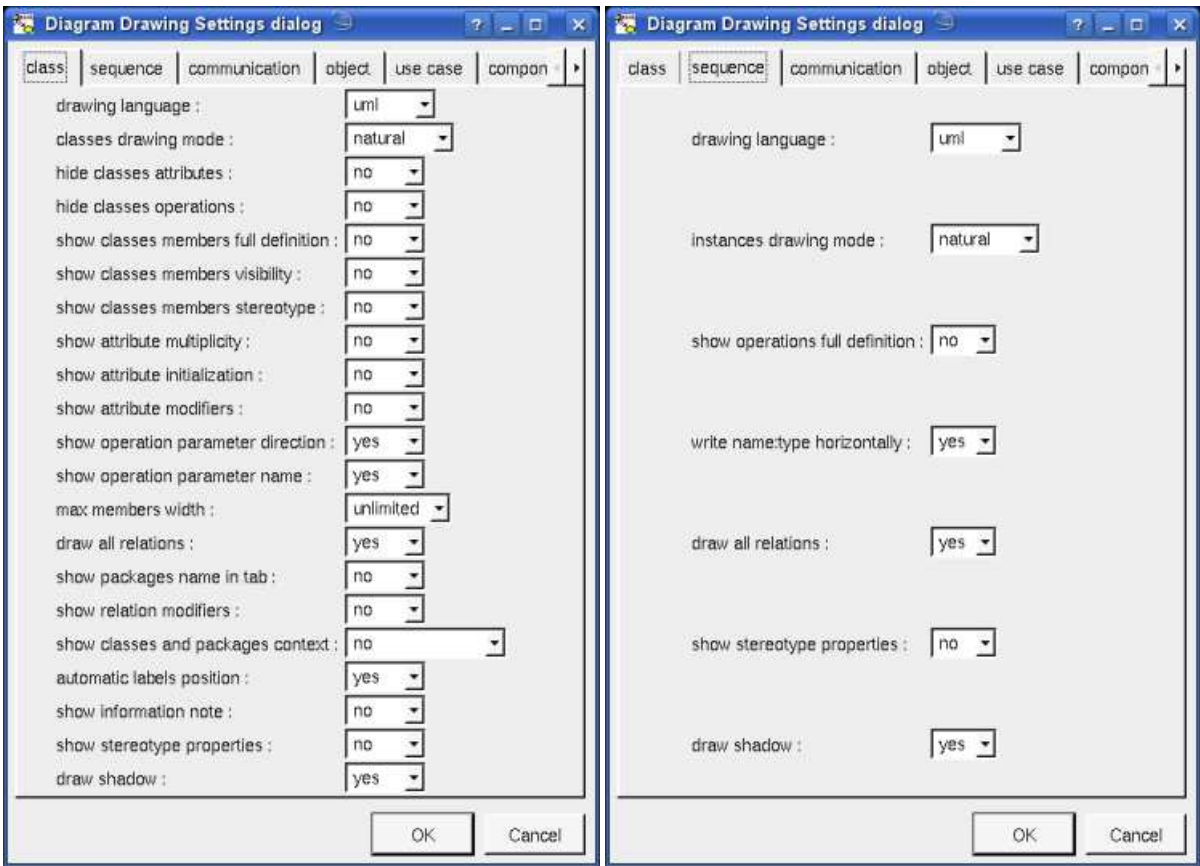 Diagram Drawing Settings dialog
class sequence communication object use case compon
drawing language : uml
classes drawing mode : natural
hide classes attributes : no
hide classes operations : no
show classes members full definition : no
show classes members visibility : no
show classes members stereotype : no
show attribute multiplicity : no
show attribute initialization : no
show attribute modifiers : no
show operation parameter direction : yes
show operation parameter name : yes
max members width : unlimited
draw all relations : yes
show packages name in tab : no
show relation modifiers : no
show classes and packages context : no
automatic labels position : yes
show information note : no
show stereotype properties : no
draw shadow : yes
OK Cancel
Diagram Drawing Settings dialog
class sequence communication object use case compon
drawing language : uml
instances drawing mode : natural
show operations full definition : no
write name:type horizontally : yes
draw all relations : yes
show stereotype properties : no
draw shadow : yes
OK Cancel